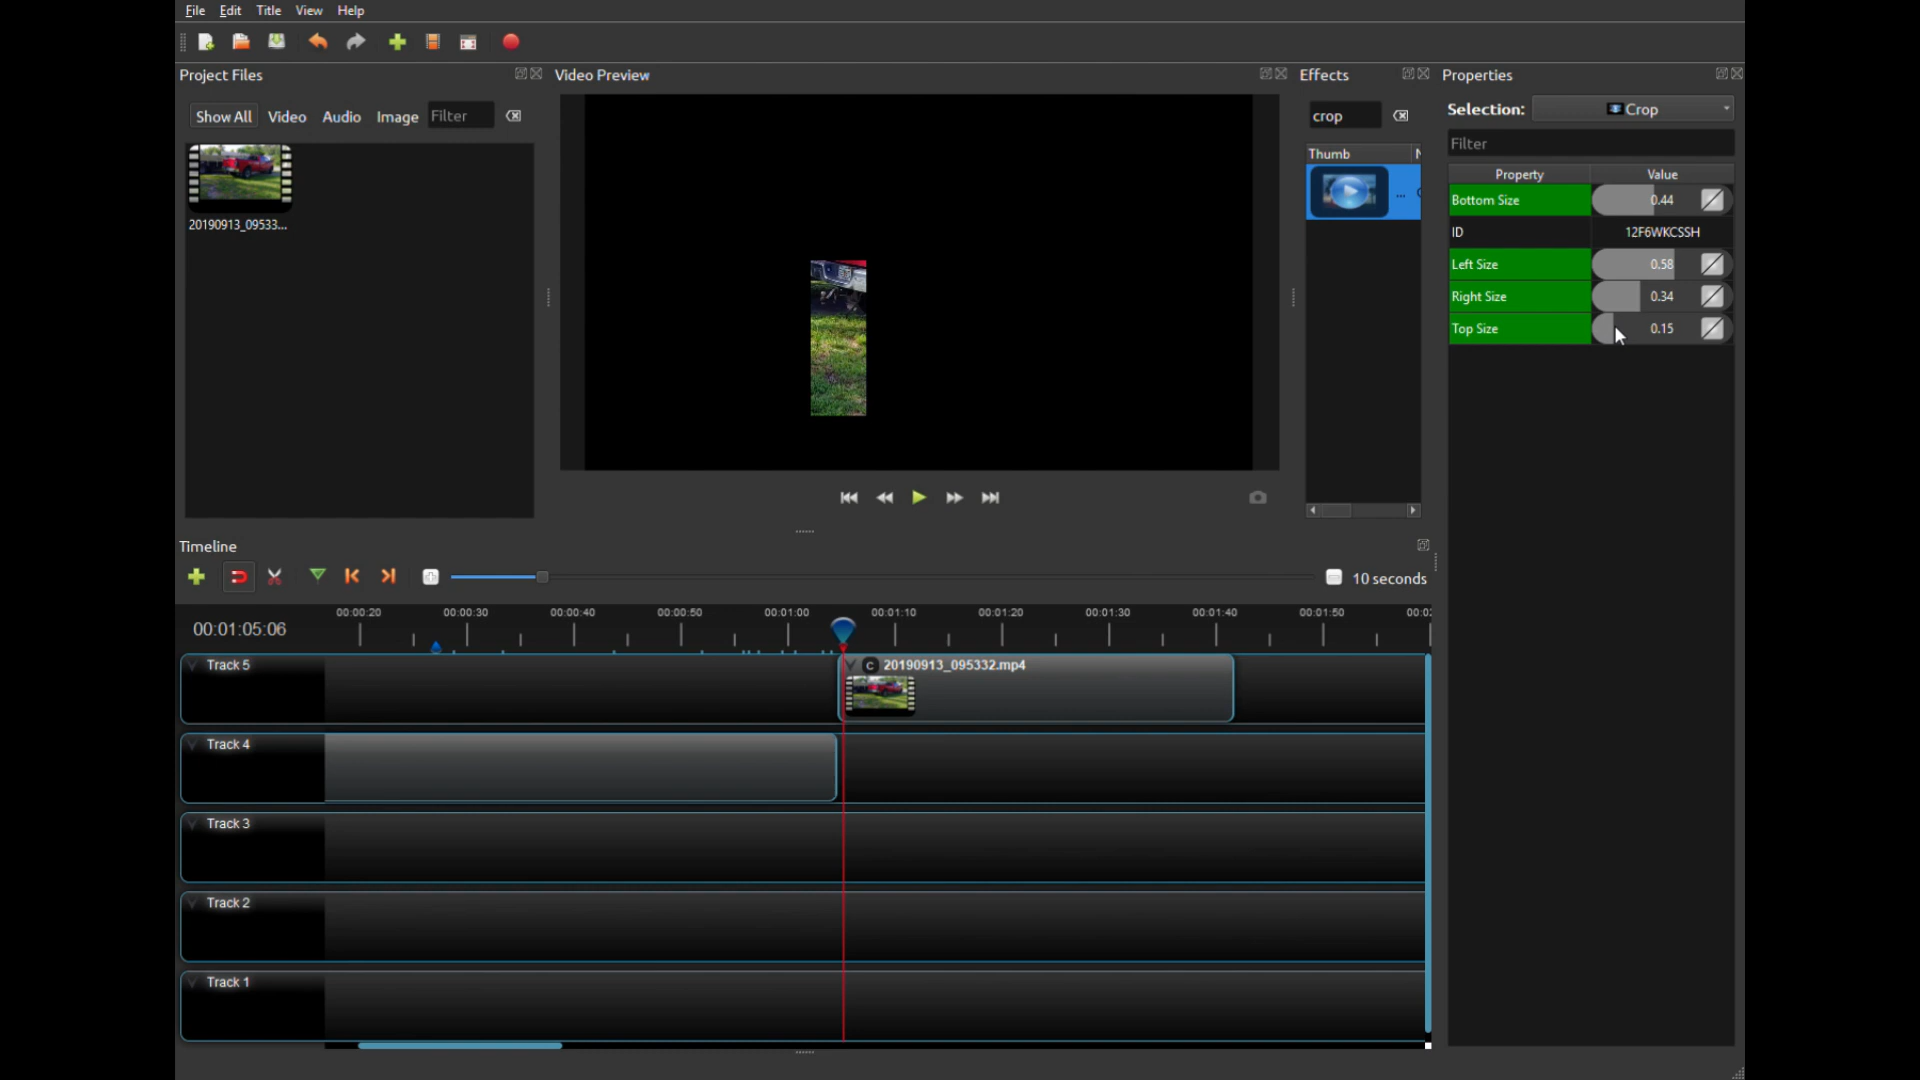 File Edit Title View Help
Project Files
Video Preview
Effects
Properties
Show All Video Audio Image Filter
crop
Selection: Crop
Filter
Thumb
Property Value
Bottom Size 0.44
ID 12F6WKCSSH
Left Size 0.58
Right Size 0.34
Top Size 0.15
20190913_09533...
Timeline
10 seconds
00:01:05:06
00:00:20 00:00:30 00:00:40 00:00:50 00:01:00 00:01:10 00:01:20 00:01:30 00:01:40 00:01:50
Track 5
C 20190913_095332.mp4
Track 4
Track 3
Track 2
Track 1